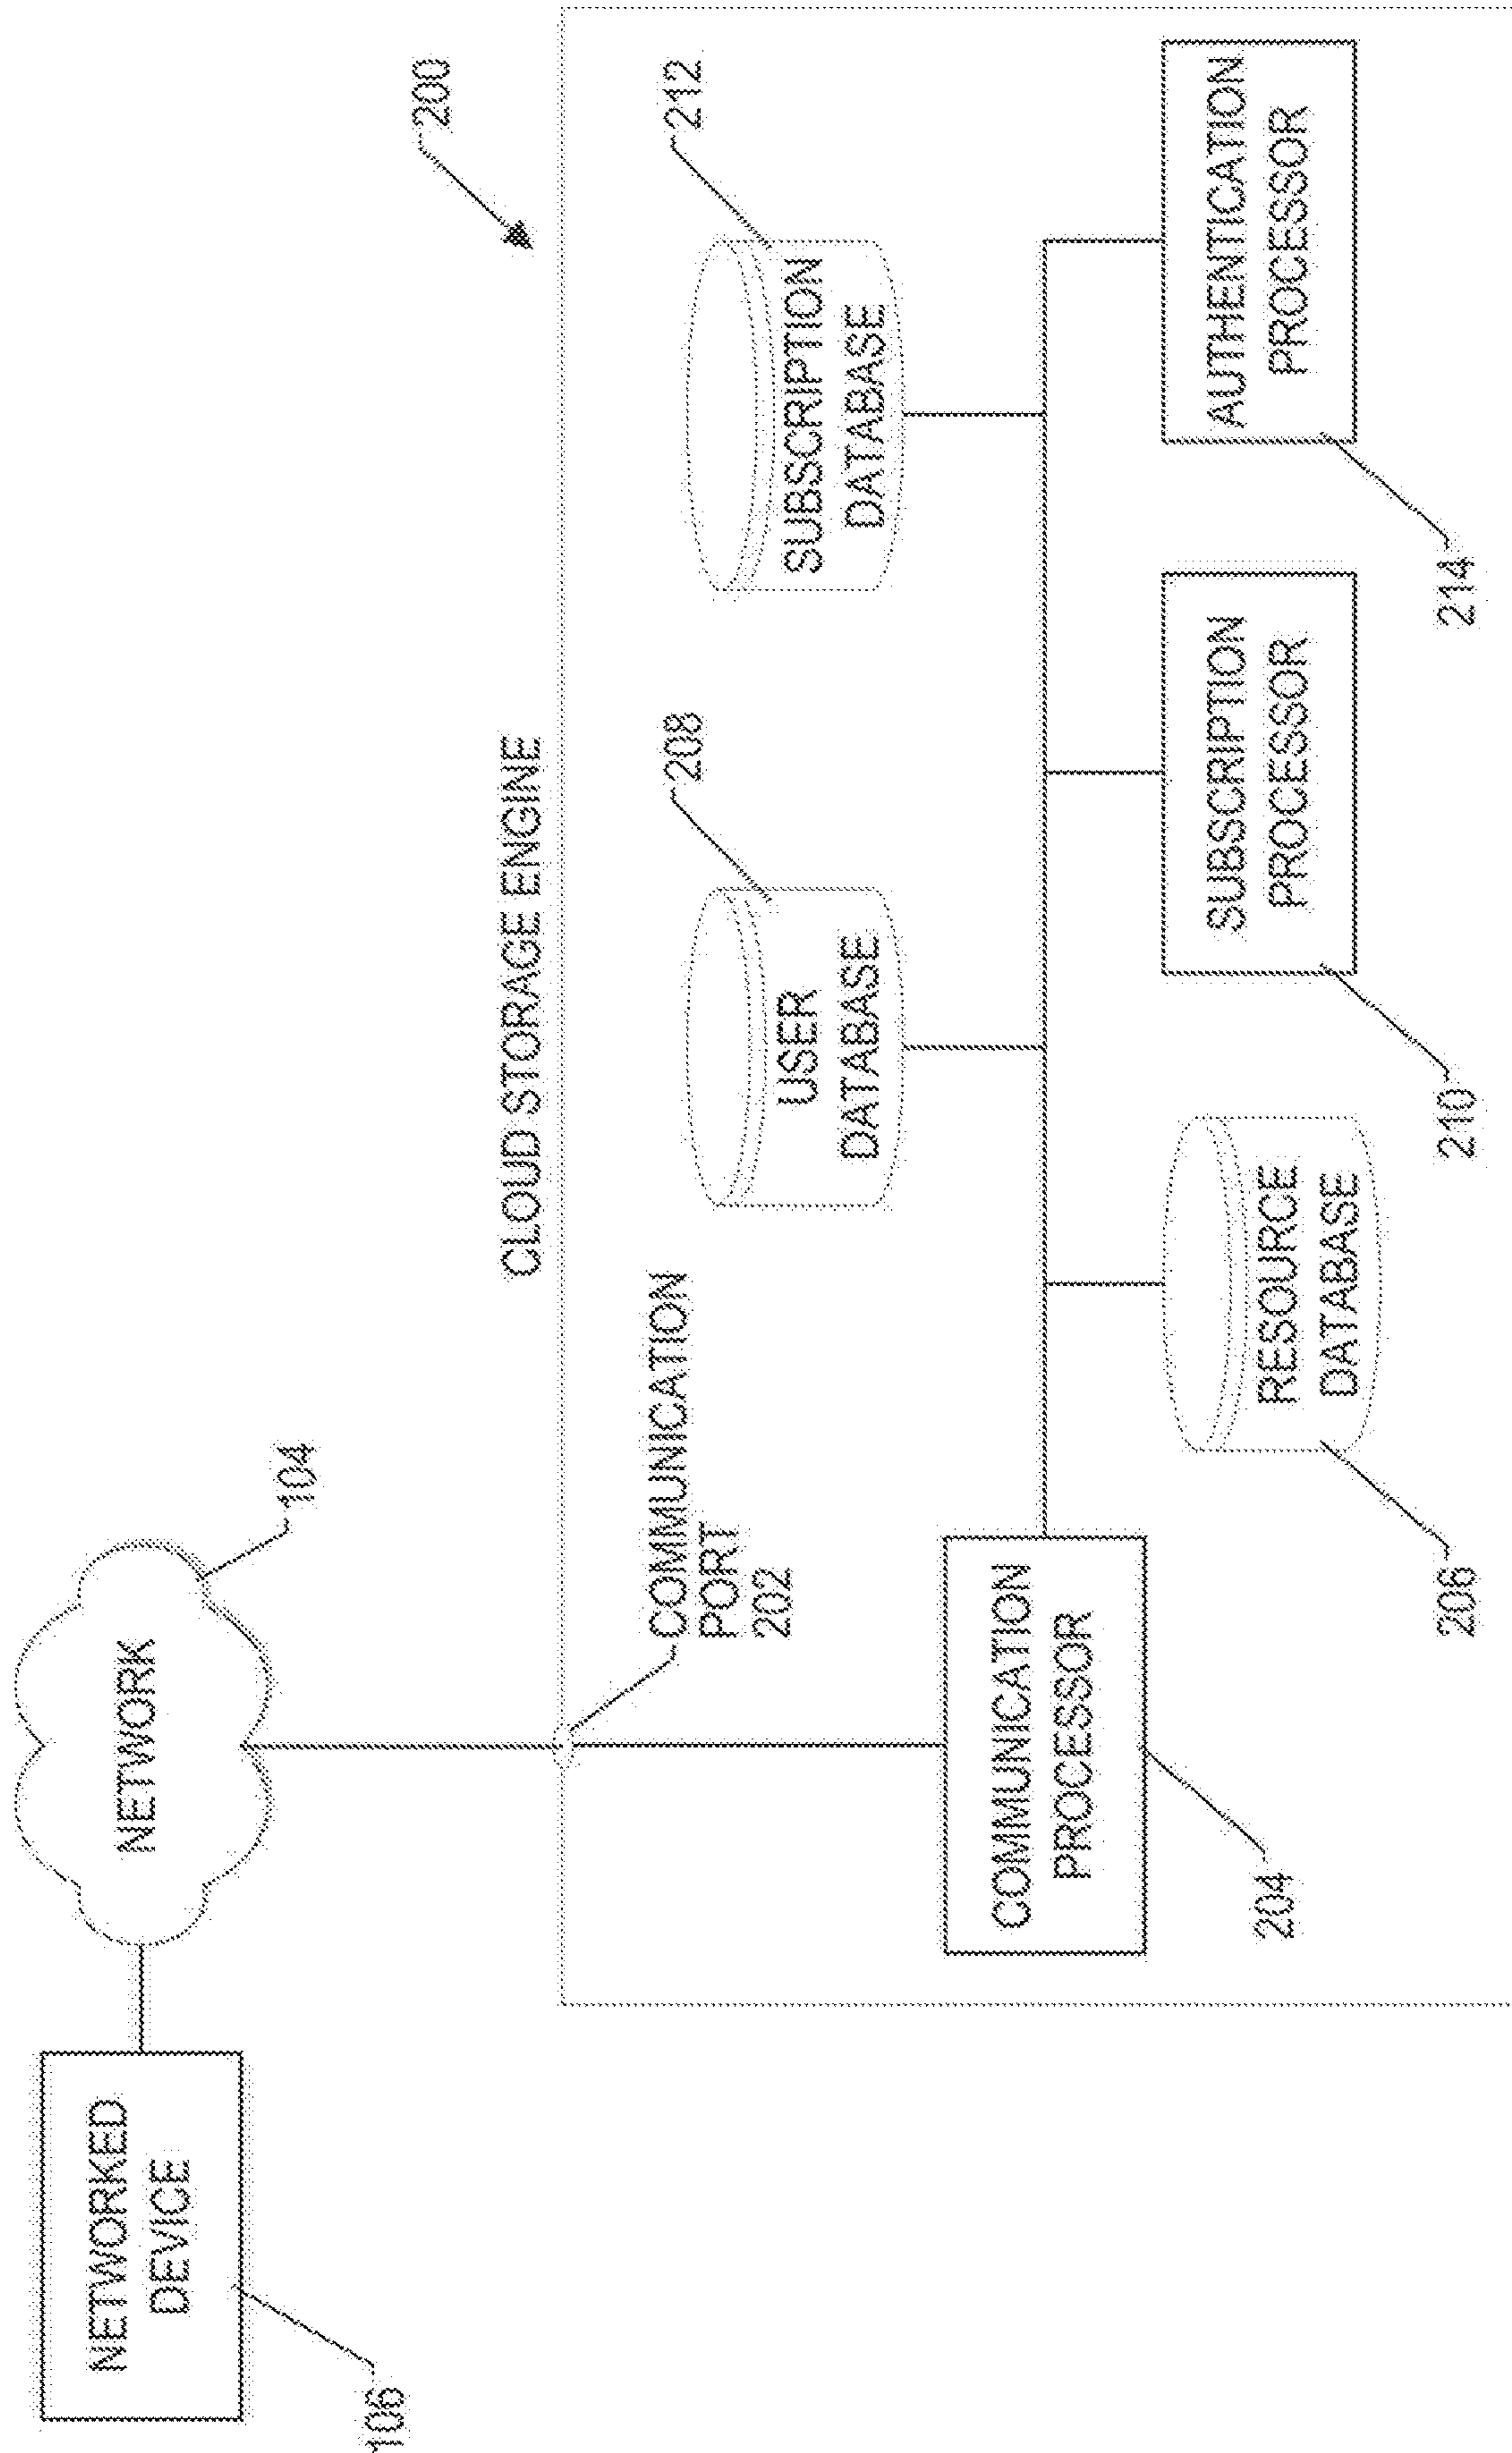 NETWORKED
DEVICE
106
NETWORK
104
200
CLOUD STORAGE ENGINE
COMMUNICATION
PORT
202
USER
DATABASE
208
SUBSCRIPTION
DATABASE
212
COMMUNICATION
PROCESSOR
204
RESOURCE
DATABASE
206
SUBSCRIPTION
PROCESSOR
210
AUTHENTICATION
PROCESSOR
214